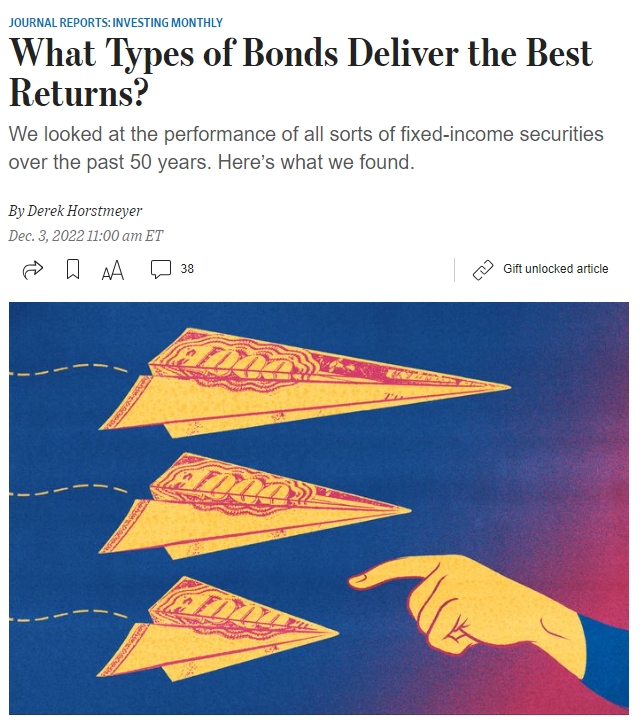 JOURNAL REPORTS: INVESTING MONTHLY
What Types of Bonds Deliver the Best
Returns?
We looked at the performance of all sorts of fixed-income securities
over the past 50 years. Here’s what we found.
By Derek Horstmeyer
Dec. 3, 2022 11:00 am ET
AA 38 Gift unlocked article